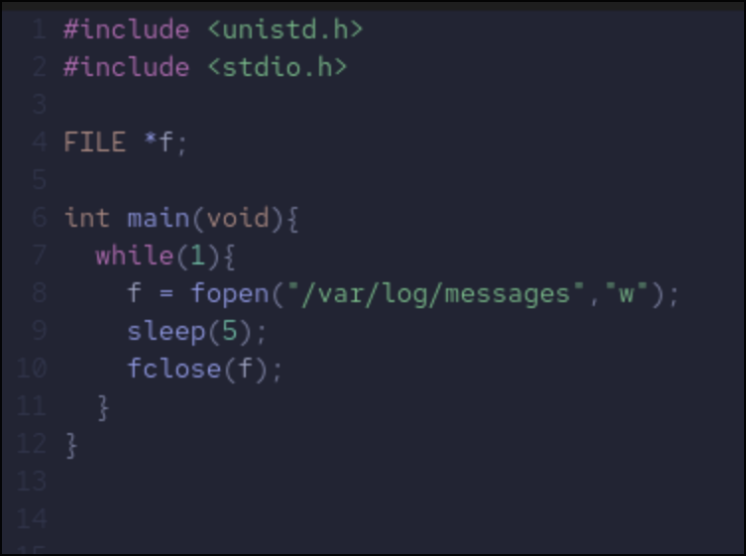 1 #include <unistd.h>
2 #include <stdio.h>
3
4 FILE *f;
5
6 int main(void){
7   while(1){
8     f = fopen("/var/log/messages","w");
9     sleep(5);
10     fclose(f);
11   }
12 }
13
14
15